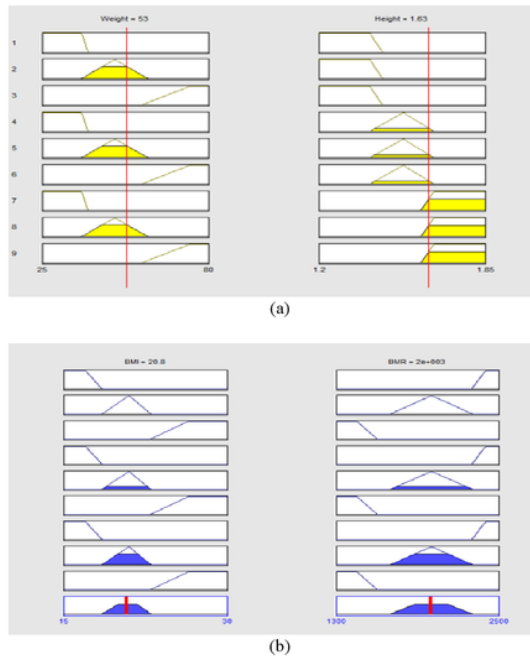 Weight = 53
Height = 1.63
1
2
3
4
5
6
7
8
9
25
80
1.2
1.85
(a)
BMI = 20.8
BMR = 2e+003
15
30
1300
2500
(b)